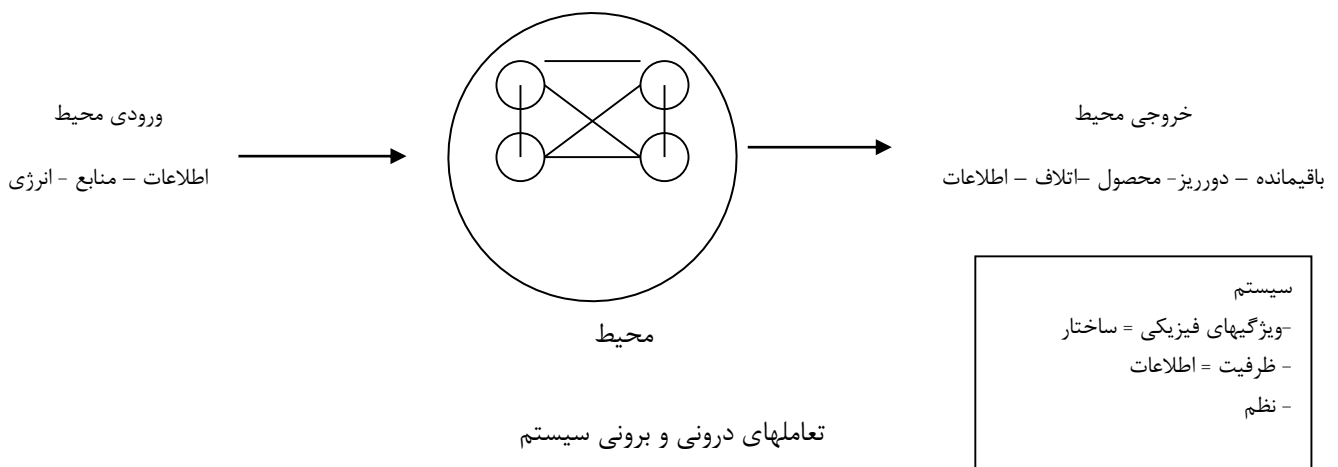 ورودی محیط
اطلاعات – منابع - انرژی
خروجی محیط
باقیمانده – دورریز- محصول –اتلاف – اطلاعات
محیط
تعاملهای درونی و برونی سیستم
سیستم
-ویژگیهای فیزیکی = ساختار
- ظرفیت = اطلاعات
- نظم